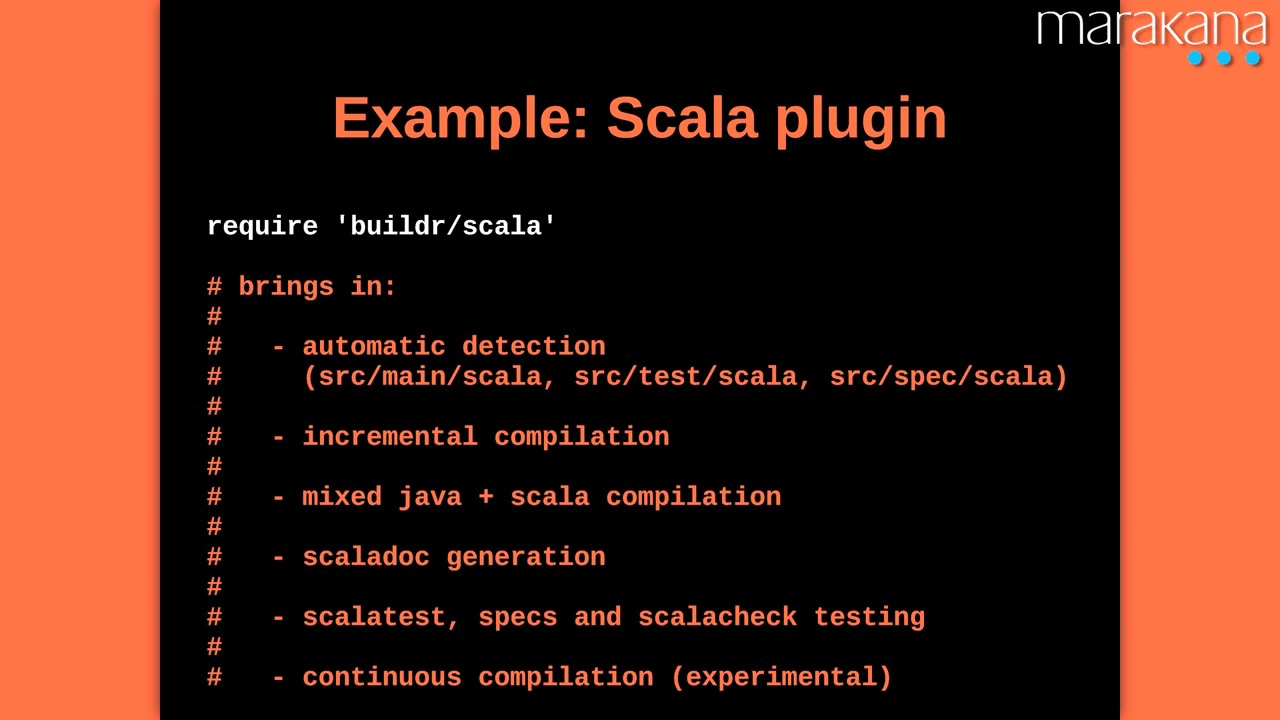 marakana
Example: Scala plugin
require 'buildr/scala'
# brings in:
#
#   - automatic detection
#     (src/main/scala, src/test/scala, src/spec/scala)
#
#   - incremental compilation
#
#   - mixed java + scala compilation
#
#   - scaladoc generation
#
#   - scalatest, specs and scalacheck testing
#
#   - continuous compilation (experimental)